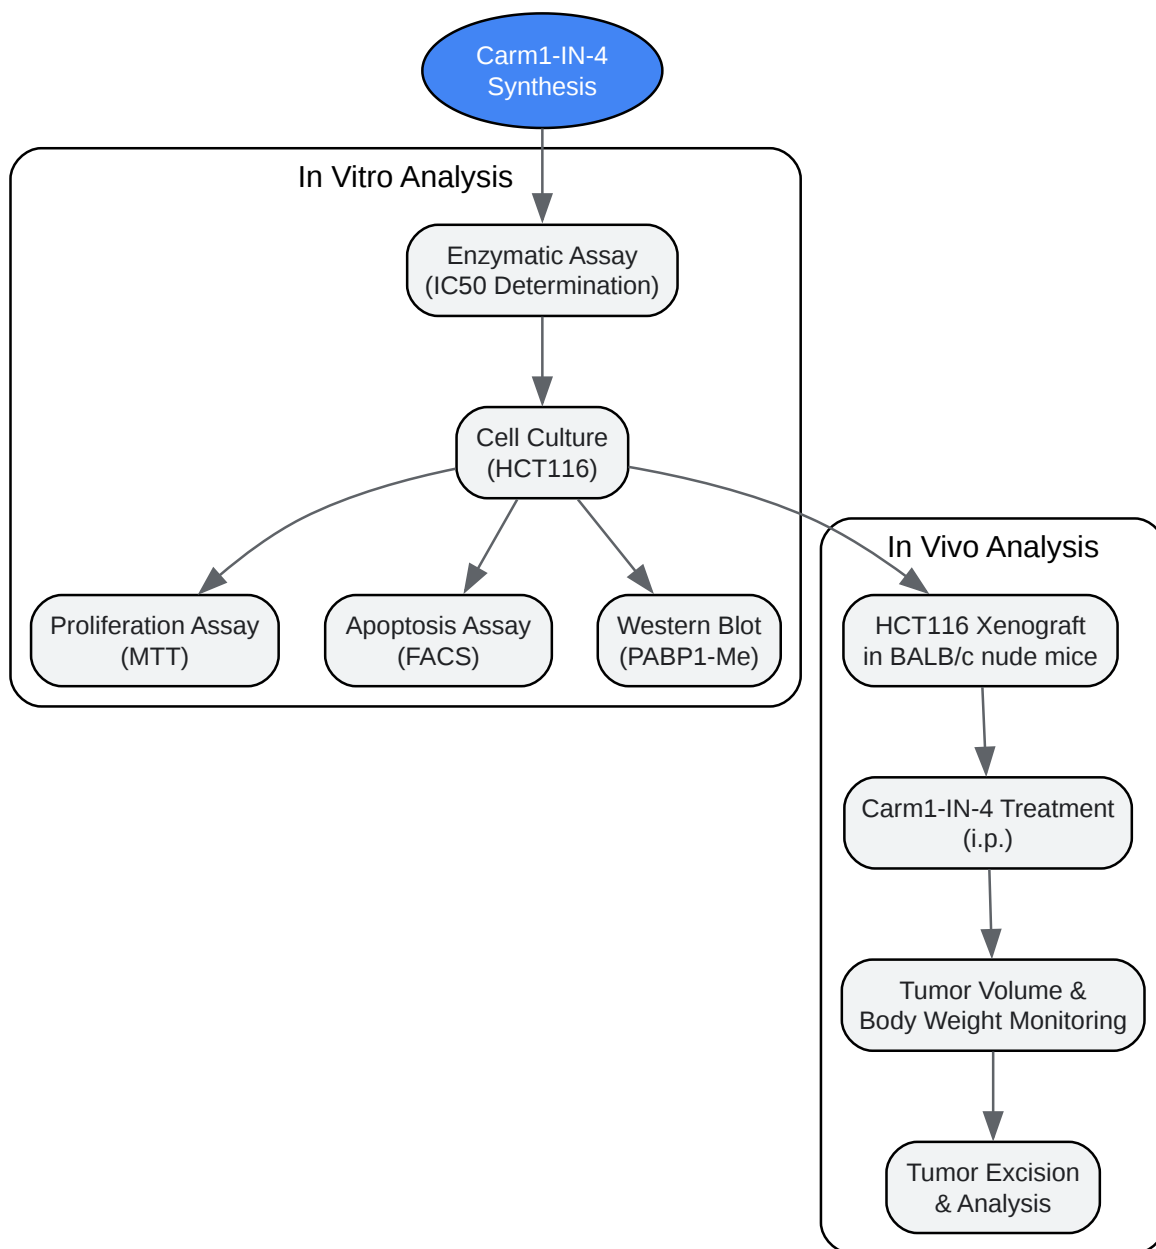 Carm1-IN-4
Synthesis
In Vitro Analysis
Enzymatic Assay
(IC50 Determination)
Cell Culture
(HCT116)
Proliferation Assay
(MTT)
Apoptosis Assay
(FACS)
Western Blot
(PABP1-Me)
In Vivo Analysis
HCT116 Xenograft
in BALB/c nude mice
Carm1-IN-4 Treatment
(i.p.)
Tumor Volume &
Body Weight Monitoring
Tumor Excision
& Analysis